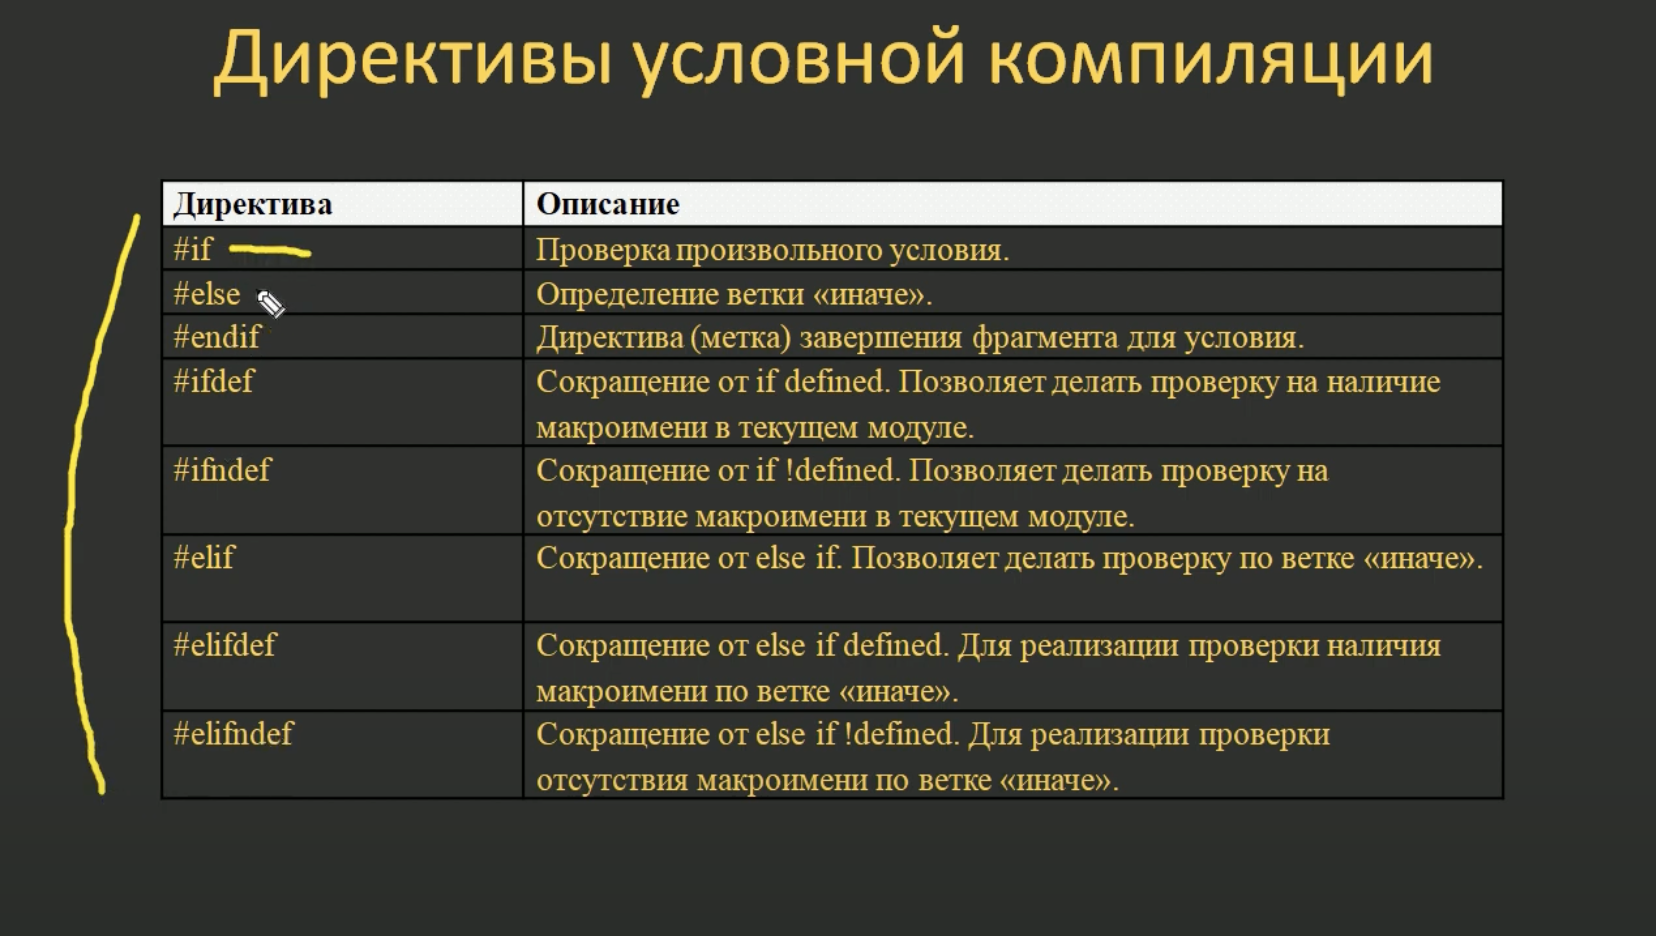 Директивы условной компиляции
Директива Описание
#if Проверка произвольного условия.
#else Определение ветки «иначе».
#endif Директива (метка) завершения фрагмента для условия.
#ifdef Сокращение от if defined. Позволяет делать проверку на наличие
макроимени в текущем модуле.
#ifndef Сокращение от if !defined. Позволяет делать проверку на
отсутствие макроимени в текущем модуле.
#elif Сокращение от else if. Позволяет делать проверку по ветке «иначе».
#elifdef Сокращение от else if defined. Для реализации проверки наличия
макроимени по ветке «иначе».
#elifndef Сокращение от else if !defined. Для реализации проверки
отсутствия макроимени по ветке «иначе».